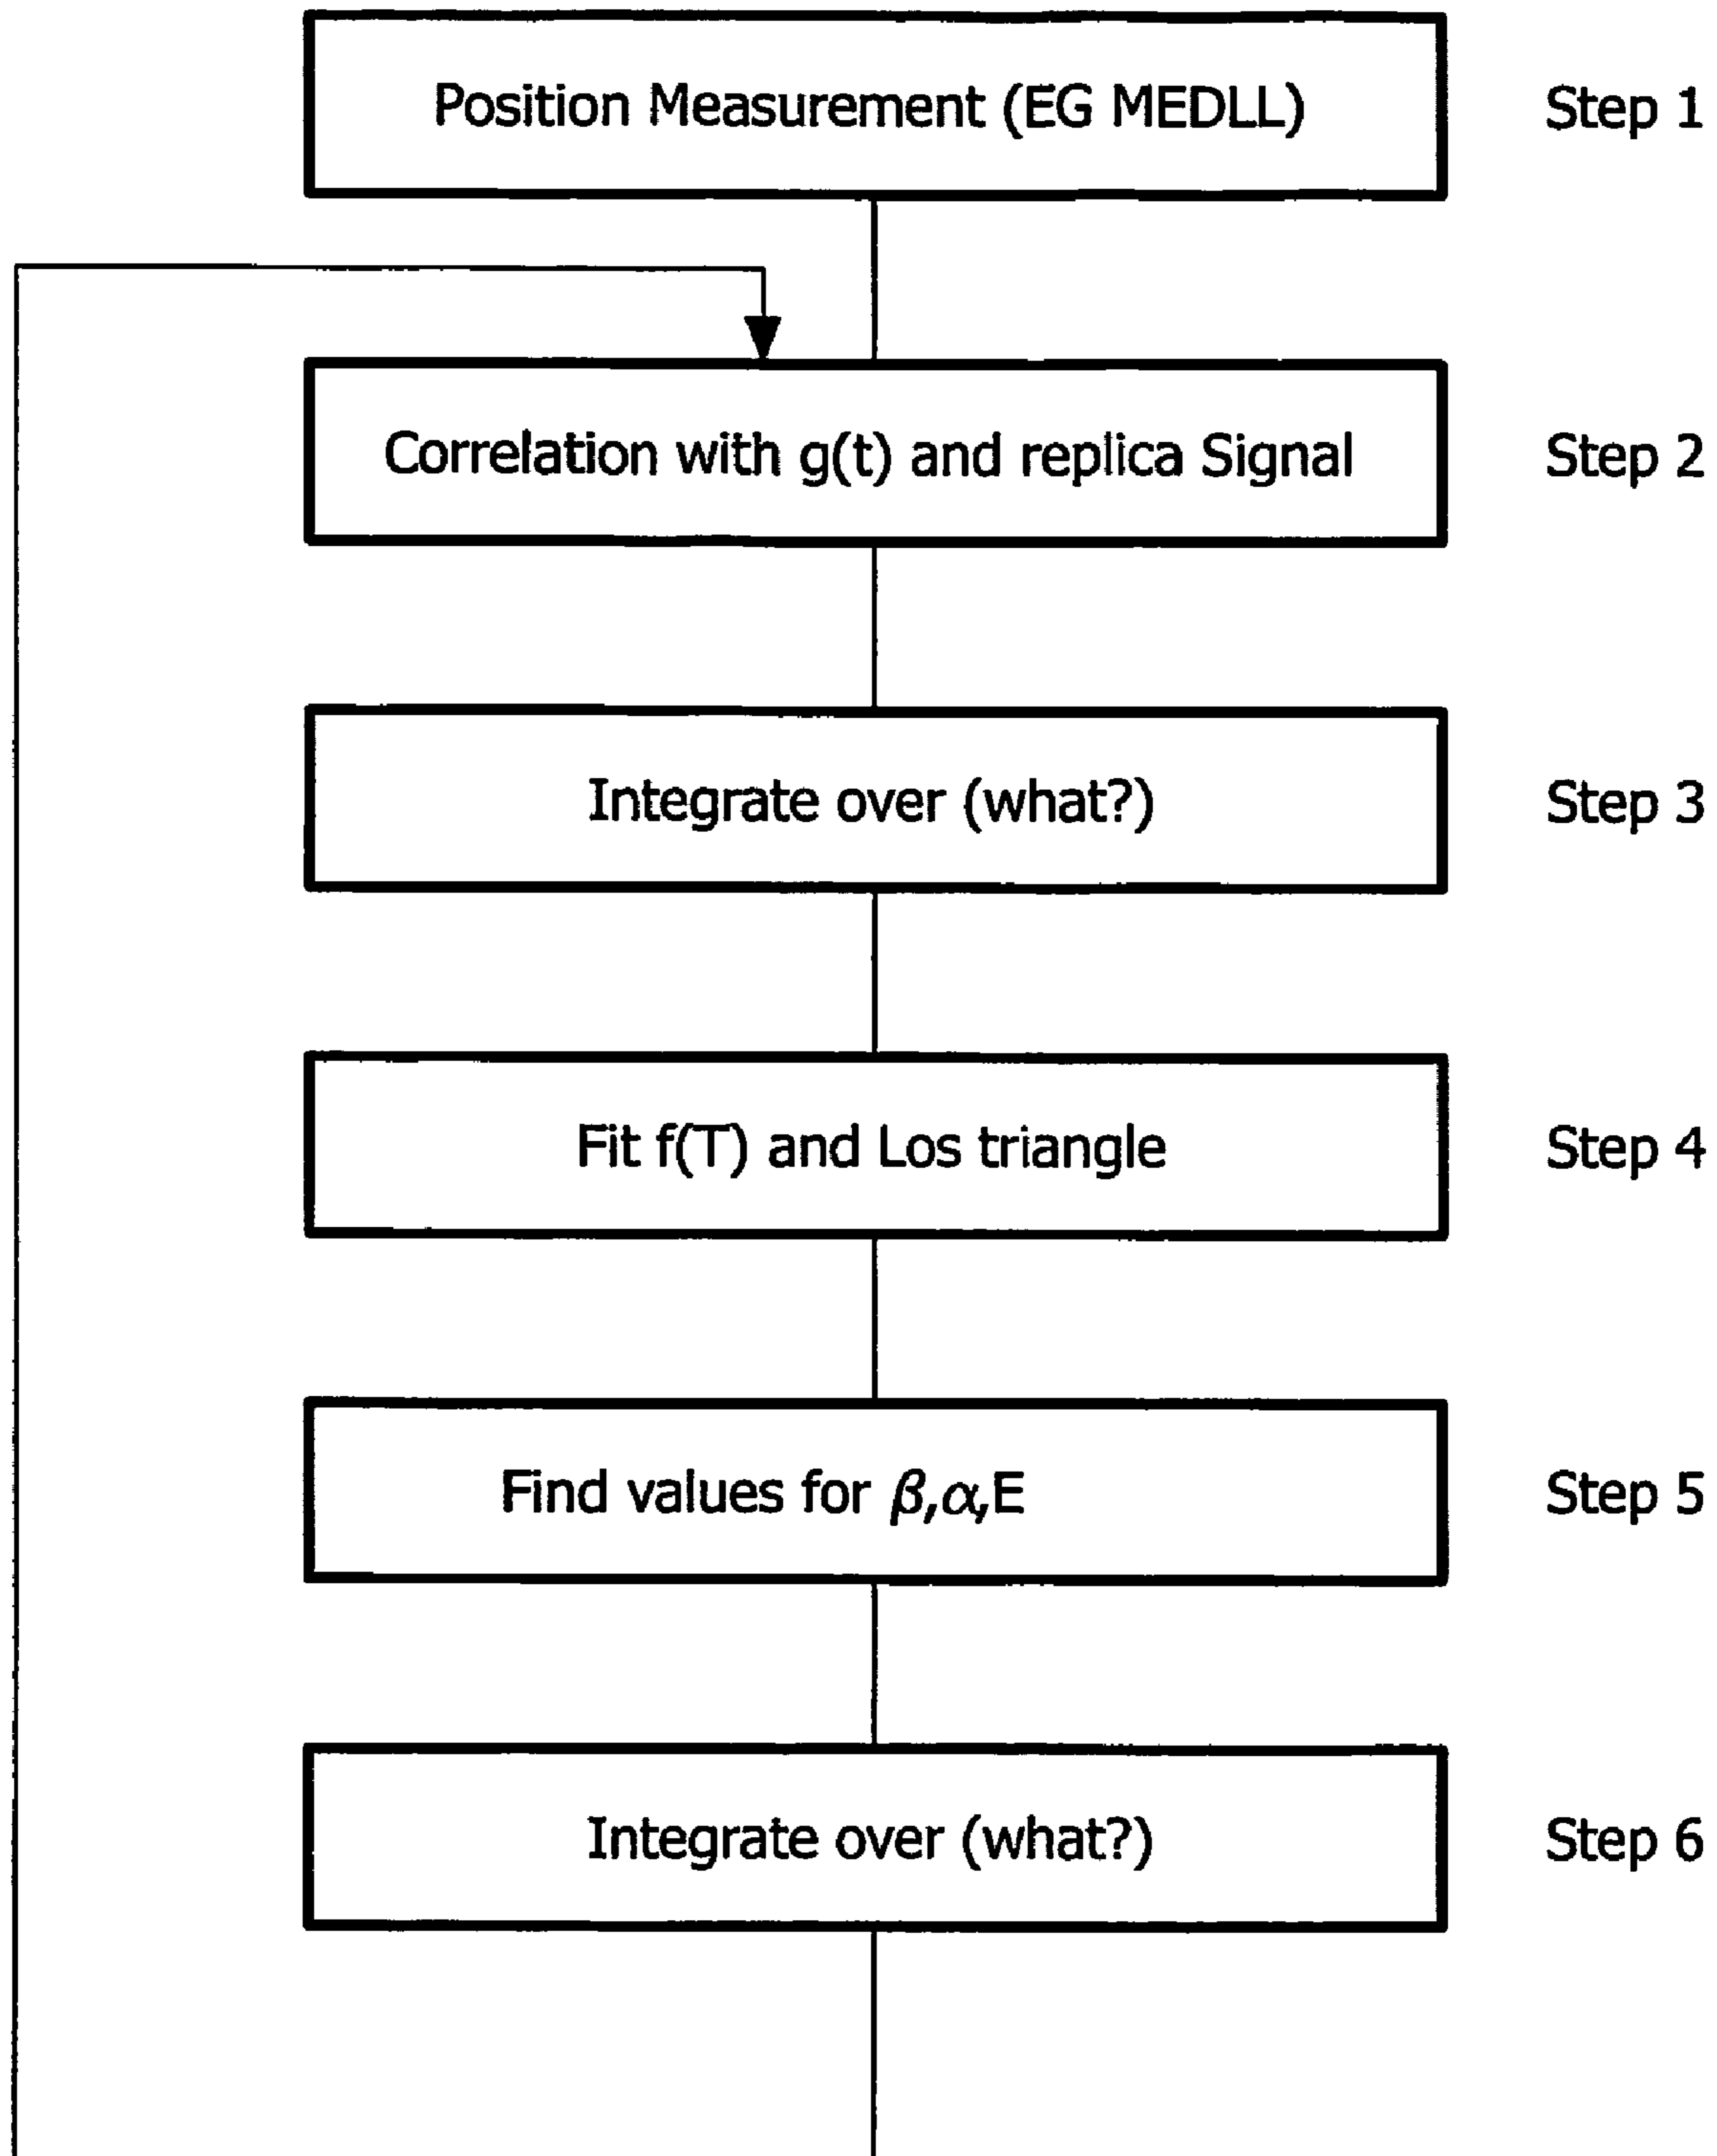 Position Measurement (EG MEDLL) Step 1
Correlation with g(t) and replica Signal Step 2
Integrate over (what?) Step 3
Fit f(T) and Los triangle Step 4
Find values for β,α,E Step 5
Integrate over (what?) Step 6